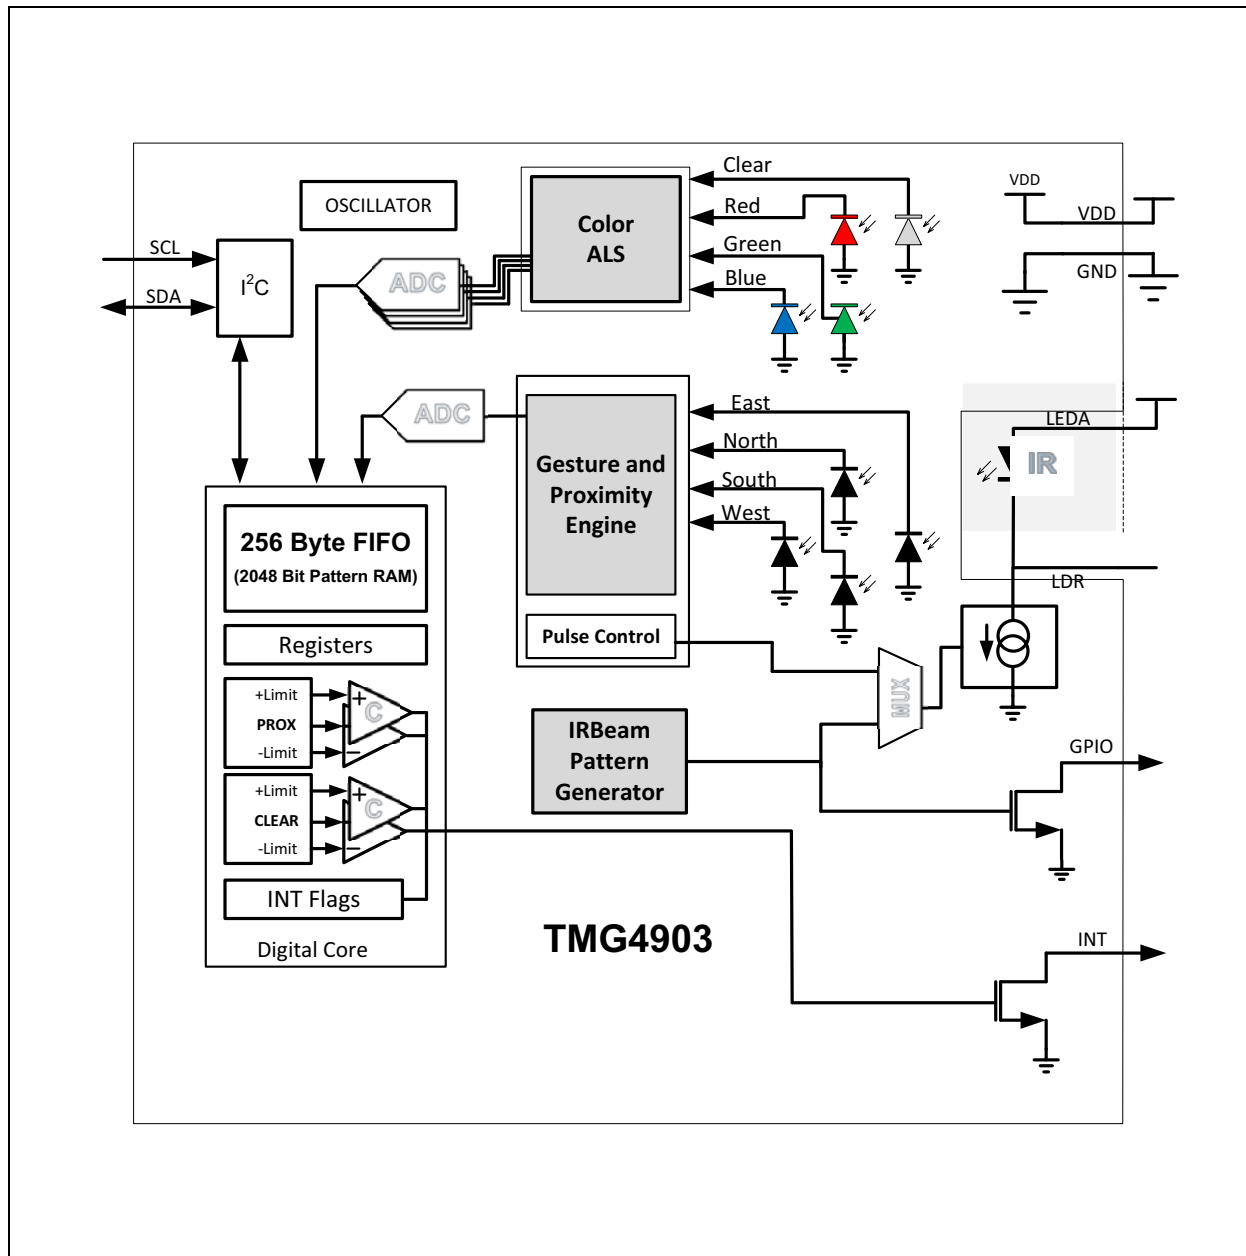 OSCILLATOR
SCL
SDA
I2C
ADC
Color
ALS
Clear
Red
Green
Blue
VDD
VDD
GND
ADC
Gesture and
Proximity
Engine
East
North
South
West
LEDA
IR
LDR
256 Byte FIFO
(2048 Bit Pattern RAM)
Registers
Pulse Control
+Limit
PROX
-Limit
+
C
−
+Limit
CLEAR
-Limit
+
C
−
INT Flags
Digital Core
IRBeam
Pattern
Generator
MUX
GPIO
INT
TMG4903